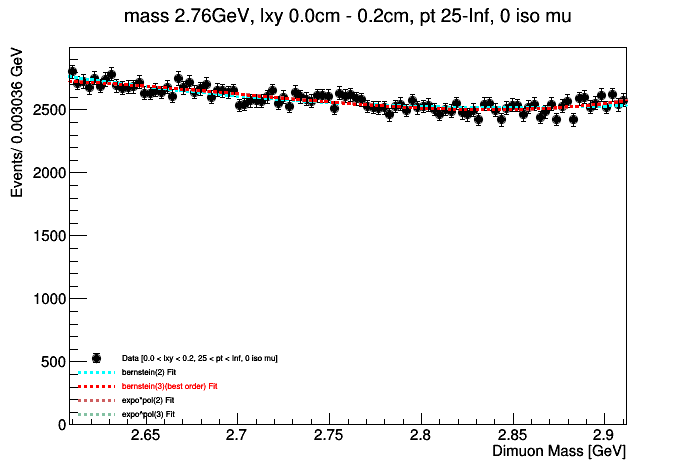 mass 2.76GeV, lxy 0.0cm - 0.2cm, pt 25-Inf, 0 iso mu
Events/ 0.003036 GeV
2500
2000
1500
1000
500
0
Data [0.0 < lxy < 0.2, 25 < pt < Inf, 0 iso mu]
bernstein(2) Fit
bernstein(3)(best order) Fit
expo*pol(2) Fit
expo*pol(3) Fit
2.65 2.7 2.75 2.8 2.85 2.9
Dimuon Mass [GeV]